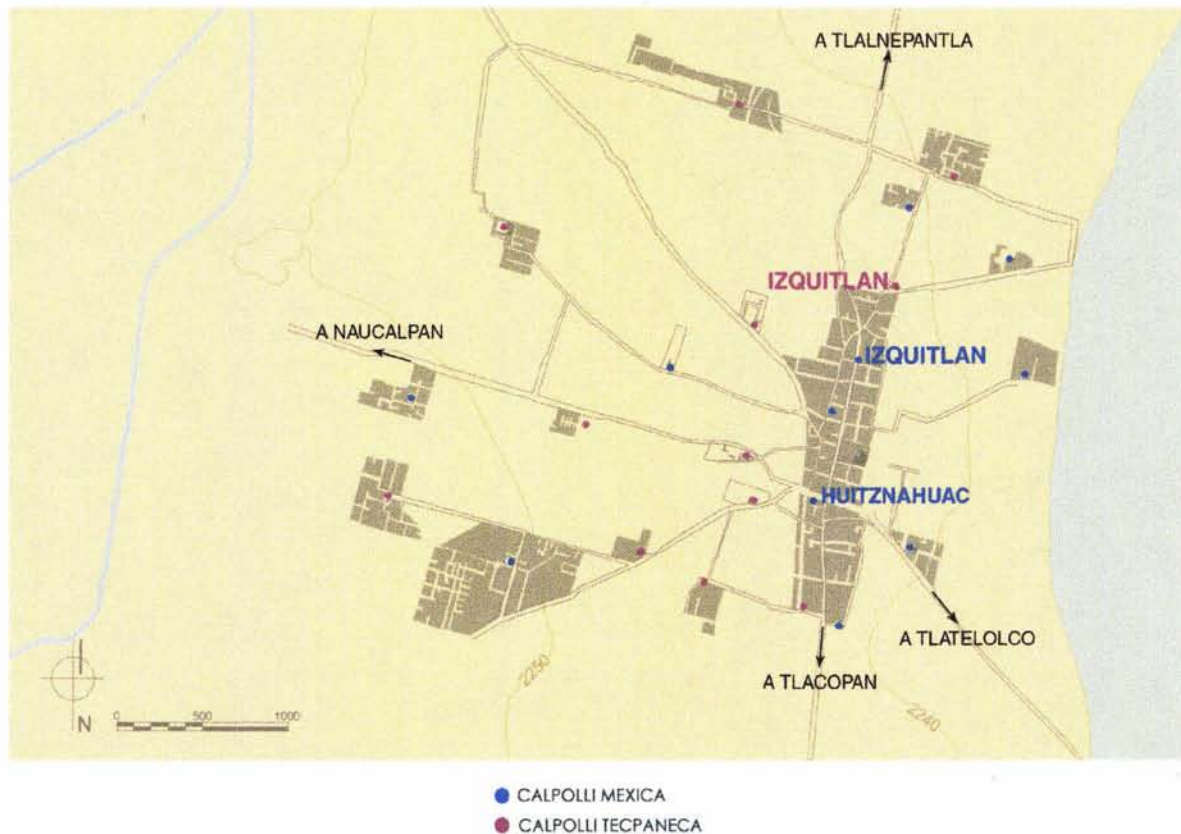 A TLALNEPANTLA
IZQUITLAN
A NAUCALPAN
IZQUITLAN
HUITZNAHUAC
A TLATELOLCO
A TLACOPAN
2250
2240
N
0 500 1000
CALPOLLI MEXICA
CALPOLLI TECPANECA